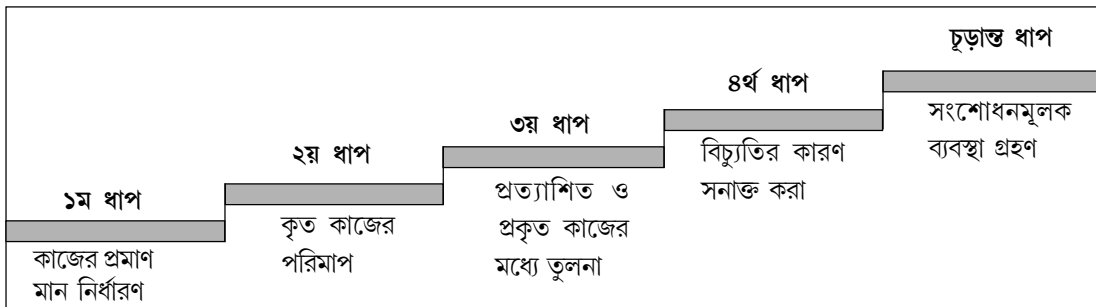 ১ম ধাপ
কাজের প্রমাণ
মান নির্ধারণ
২য় ধাপ
কৃত কাজের
পরিমাপ
৩য় ধাপ
প্রত্যাশিত ও
প্রকৃত কাজের
মধ্যে তুলনা
৪র্থ ধাপ
বিচ্যুতির কারণ
সনাক্ত করা
চূড়ান্ত ধাপ
সংশোধনমূলক
ব্যবস্থা গ্রহণ